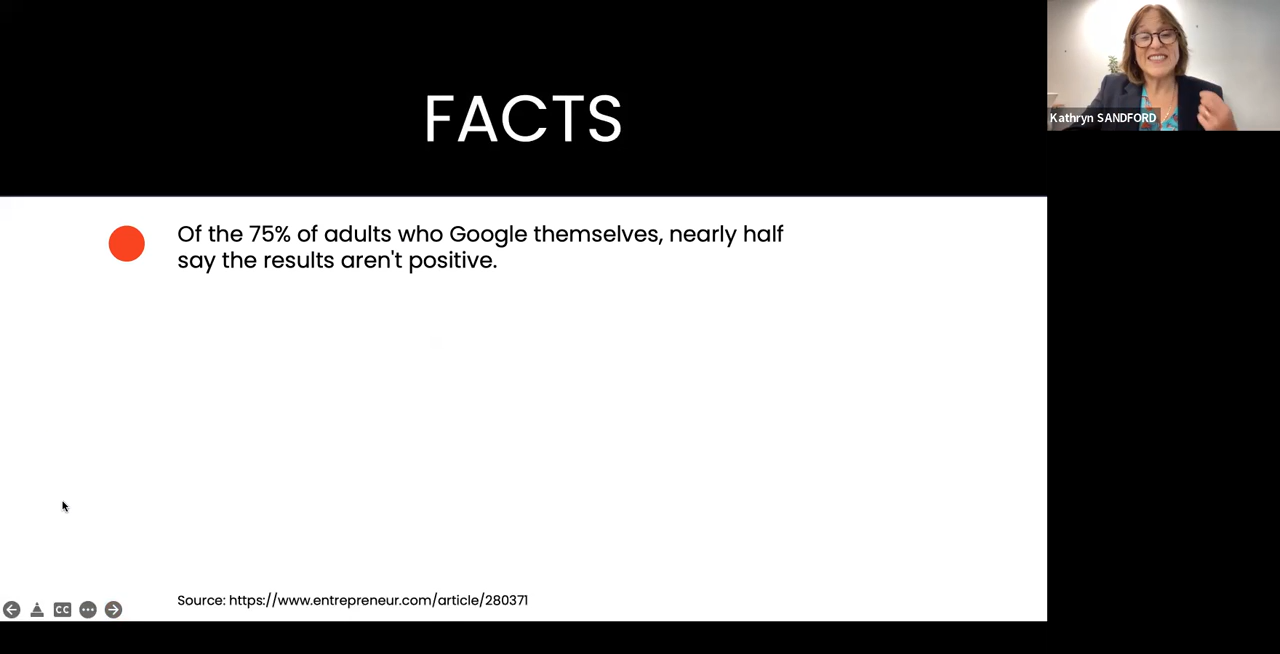 FACTS
Kathryn SANDFORD
Of the 75% of adults who Google themselves, nearly half
say the results aren't positive.
Source: https://www.entrepreneur.com/article/280371
CC